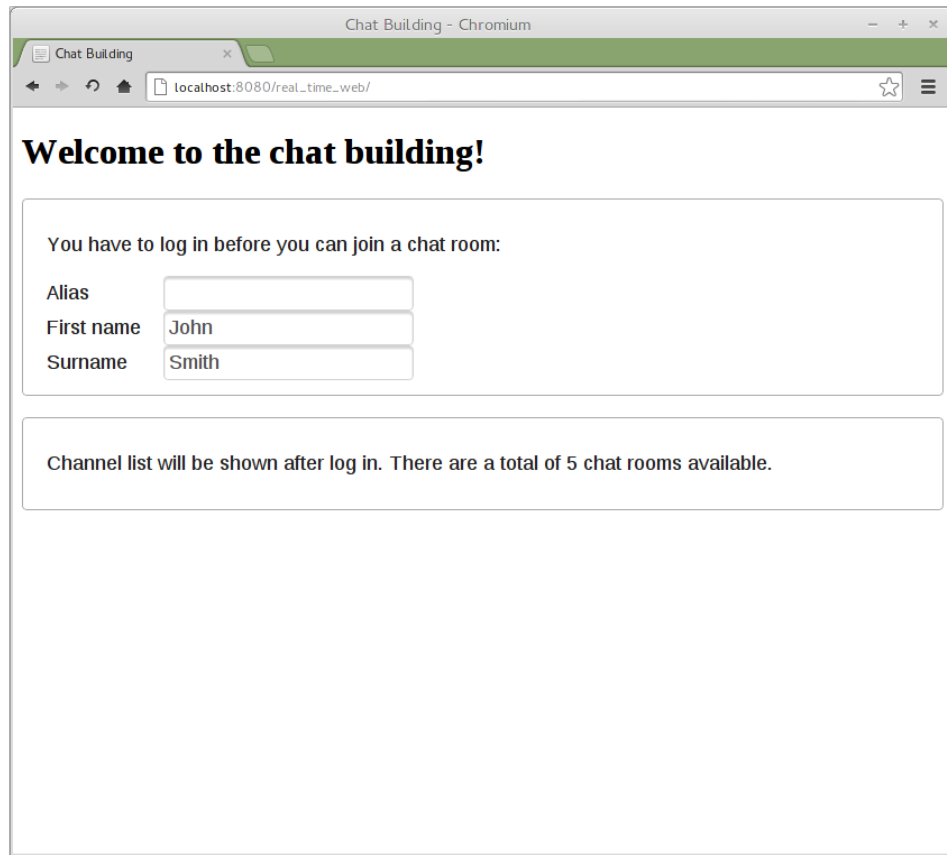 Chat Building - Chromium
Chat Building
localhost:8080/real_time_web/
Welcome to the chat building!
You have to log in before you can join a chat room:
Alias
First name John
Surname Smith
Channel list will be shown after log in. There are a total of 5 chat rooms available.